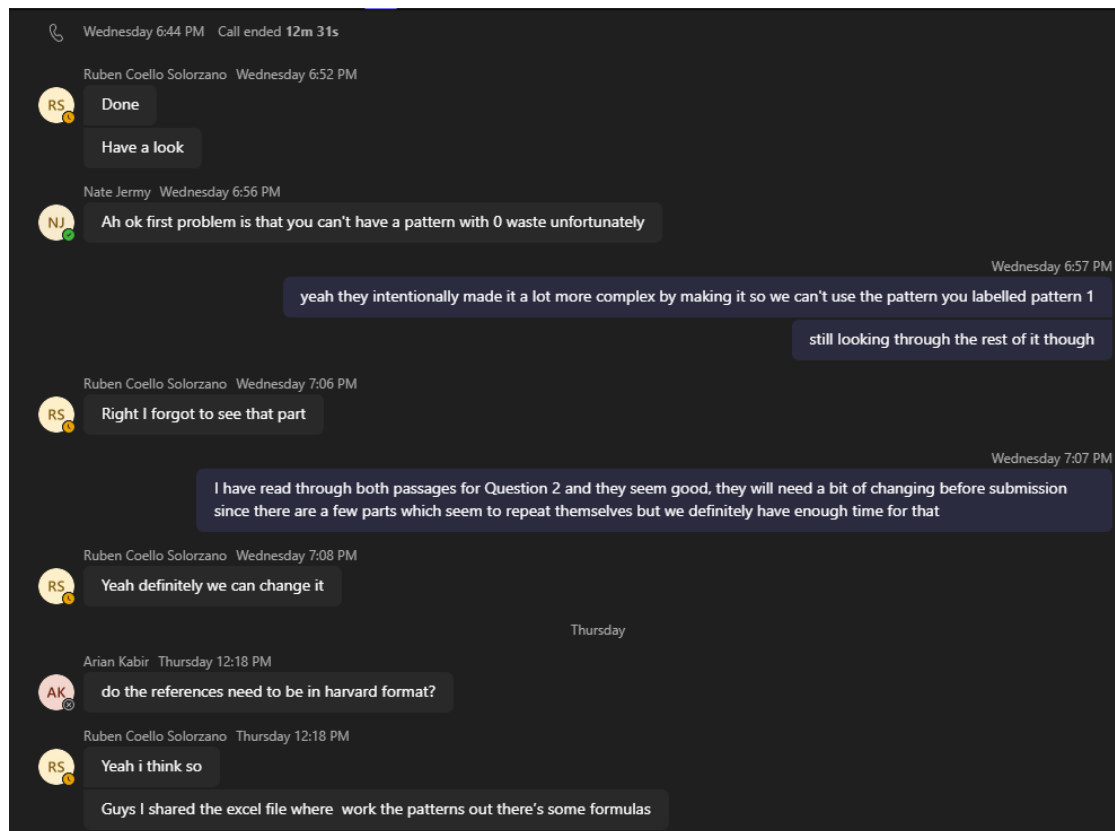 Wednesday 6:44 PM Call ended 12m 31s
Ruben Coello Solorzano Wednesday 6:52 PM
RS
Done
Have a look
Nate Jermy Wednesday 6:56 PM
NJ
Ah ok first problem is that you can't have a pattern with 0 waste unfortunately
Wednesday 6:57 PM
yeah they intentionally made it a lot more complex by making it so we can't use the pattern you labelled pattern 1
still looking through the rest of it though
Ruben Coello Solorzano Wednesday 7:06 PM
RS
Right I forgot to see that part
Wednesday 7:07 PM
I have read through both passages for Question 2 and they seem good, they will need a bit of changing before submission
since there are a few parts which seem to repeat themselves but we definitely have enough time for that
Ruben Coello Solorzano Wednesday 7:08 PM
RS
Yeah definitely we can change it
Thursday
Arian Kabir Thursday 12:18 PM
AK
do the references need to be in harvard format?
Ruben Coello Solorzano Thursday 12:18 PM
RS
Yeah i think so
Guys I shared the excel file where work the patterns out there's some formulas